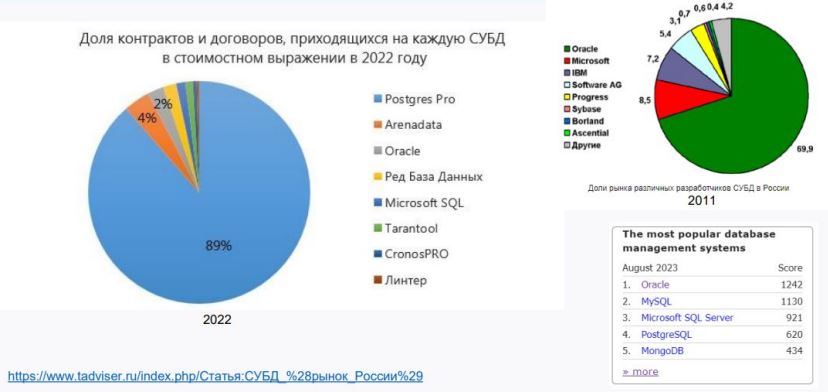 Доля контрактов и договоров, приходящихся на каждую СУБД
в стоимостном выражении в 2022 году
89%
4%
2%
Postgres Pro
Arenadata
Oracle
Ред База Данных
Microsoft SQL
Tarantool
CronosPRO
Линтер
2022
Oracle
Microsoft
IBM
Software AG
Progress
Sybase
Borland
Ascential
Другие
69,9
8,5
7,2
5,4
3,1
0,7
0,6
0,4
4,2
Доли рынка различных разработчиков СУБД в России
2011
The most popular database
management systems
August 2023 Score
1. Oracle 1242
2. MySQL 1130
3. Microsoft SQL Server 921
4. PostgreSQL 620
5. MongoDB 434
» more
https://www.tadviser.ru/index.php/Статья:СУБД_%28рынок_России%29